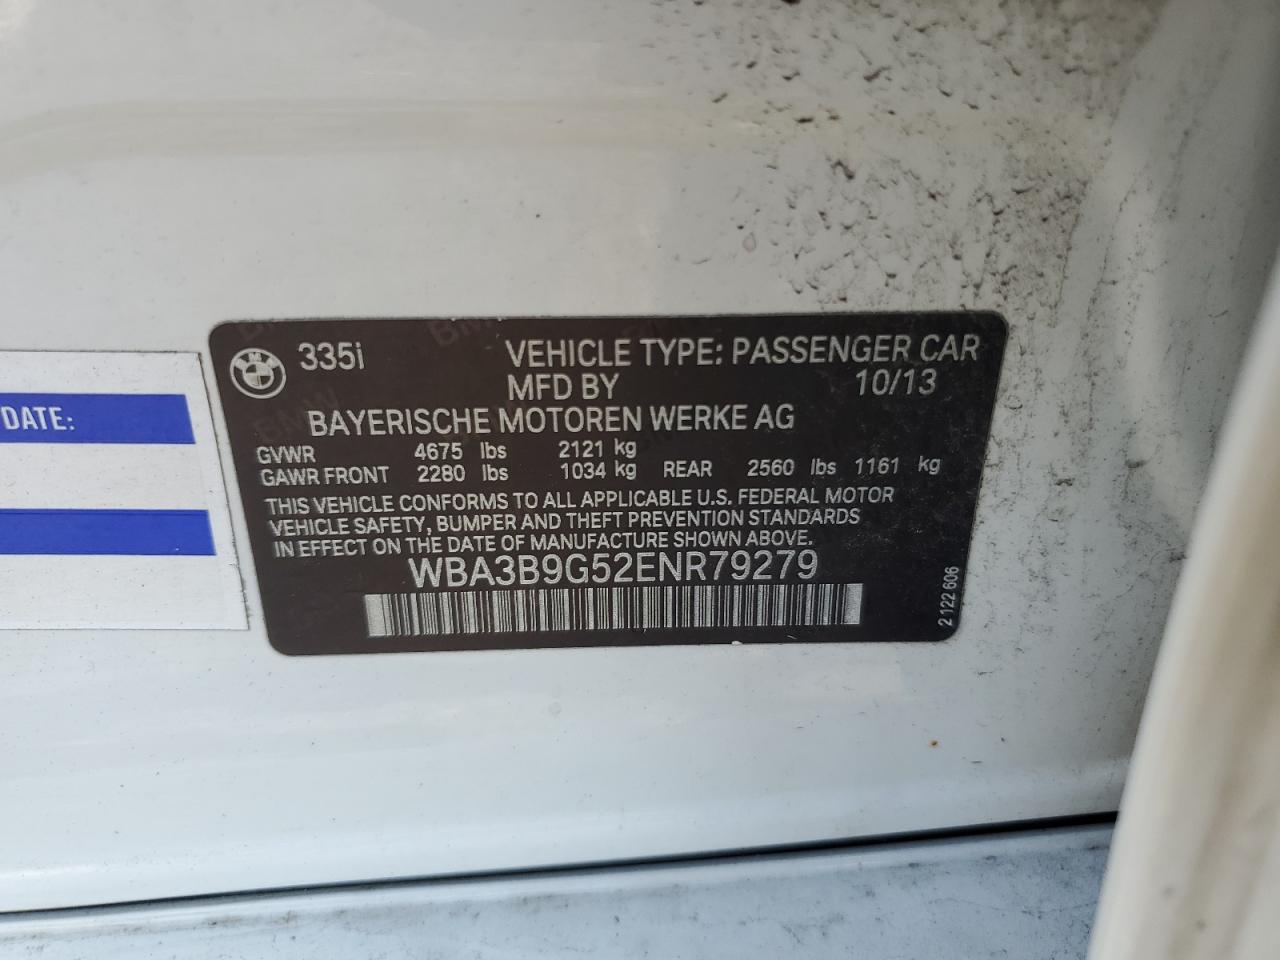 DATE:
BMW
335i
VEHICLE TYPE: PASSENGER CAR
MFD BY 10/13
BAYERISCHE MOTOREN WERKE AG
GVWR 4675 lbs 2121 kg
GAWR FRONT 2280 lbs 1034 kg REAR 2560 lbs 1161 kg
THIS VEHICLE CONFORMS TO ALL APPLICABLE U.S. FEDERAL MOTOR
VEHICLE SAFETY, BUMPER AND THEFT PREVENTION STANDARDS
IN EFFECT ON THE DATE OF MANUFACTURE SHOWN ABOVE.
WBA3B9G52ENR79279
2 122 606